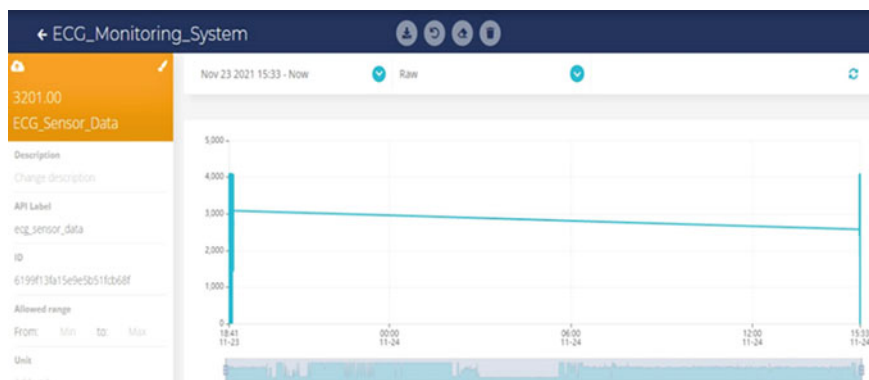 ← ECG_Monitoring_System
3201.00
ECG_Sensor_Data
Description
Change description
API Label
ecg_sensor_data
ID
Allowed range
From: Min to: Max
Unit
Nov 23 2021 15:33 - Now
Raw
5,000
4,000
3,000
2,000
1,000
0
18:41
11-23
00:00
11-24
06:00
11-24
12:00
11-24
15:33
11-24